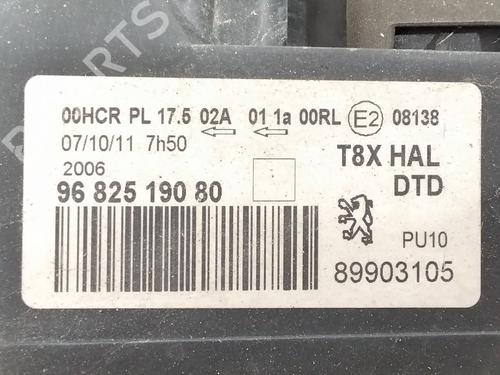 00HCR PL 17.5 02A 01 1a 00RL E2 08138
07/10/11 7h50
2006
96 825 190 80
T8X HAL
DTD
PU10
89903105
PARTS